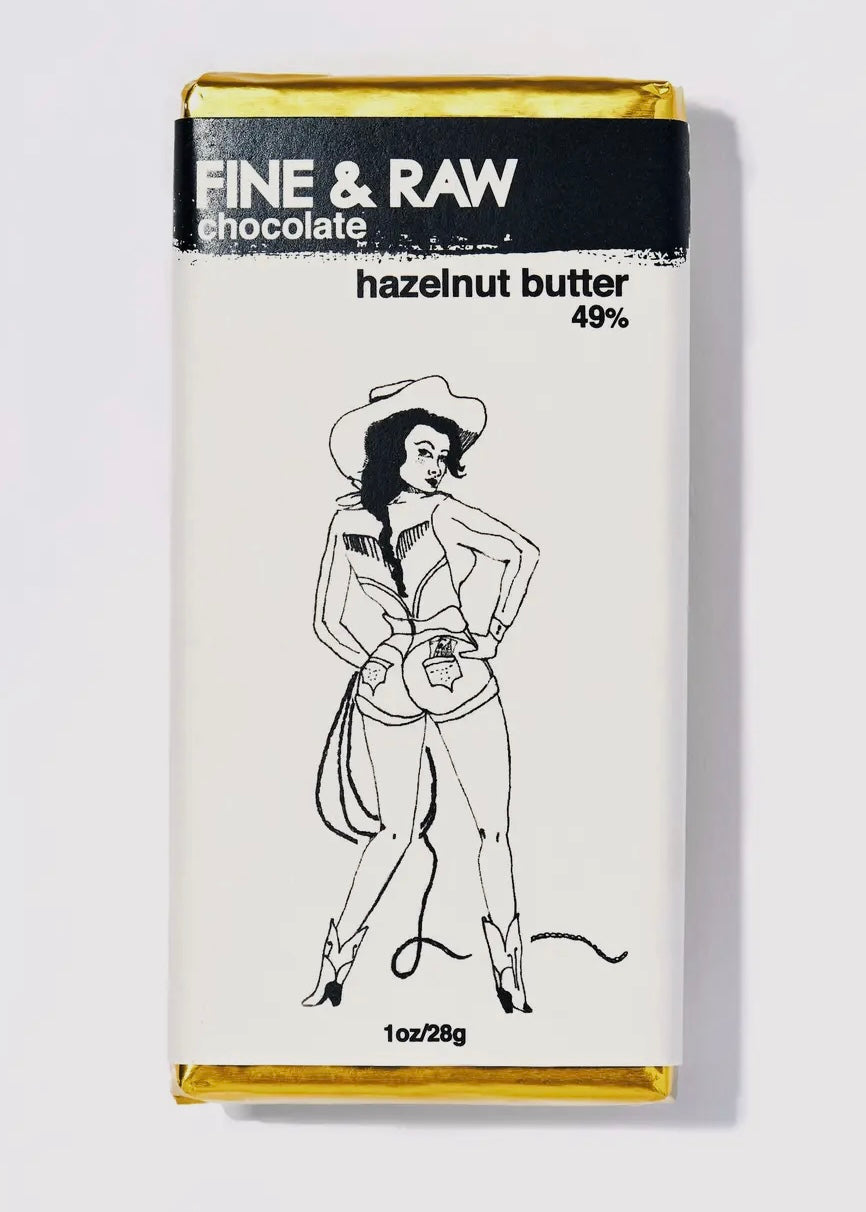 FINE & RAW
chocolate
hazelnut butter
49%
1oz/28g